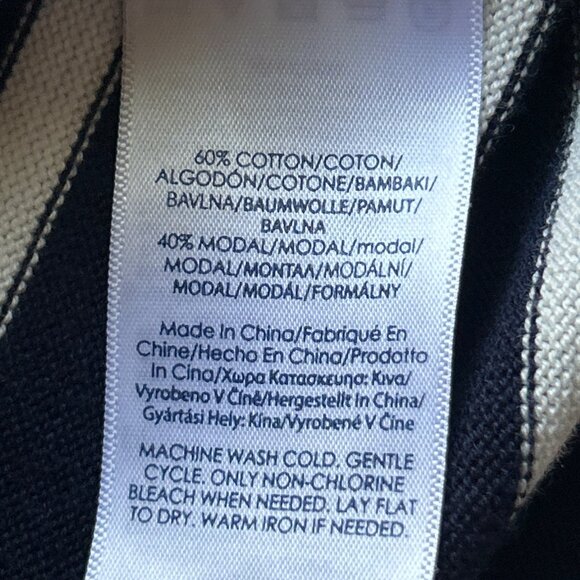 60% COTTON/COTON/
ALGODÓN/COTONE/BAMBAKI/
BAVLNA/BAUMWOLLE/PAMUT/
BAVLNA
40% MODAL/MODAL/modal/
MODAL/MONTAΛ/MODÁLNÍ/
MODAL/MODÁL/FORMÁLNY
Made In China/Fabriqué En
Chine/Hecho En China/Prodotto
In Cina/Χωρα Κατασκευησ: Κινα/
Vyrobeno V Číně/Hergestellt in China/
Gyártási Hely: Kína/Vyrobené V Číne
MACHINE WASH COLD. GENTLE
CYCLE. ONLY NON-CHLORINE
BLEACH WHEN NEEDED. LAY FLAT
TO DRY. WARM IRON IF NEEDED.